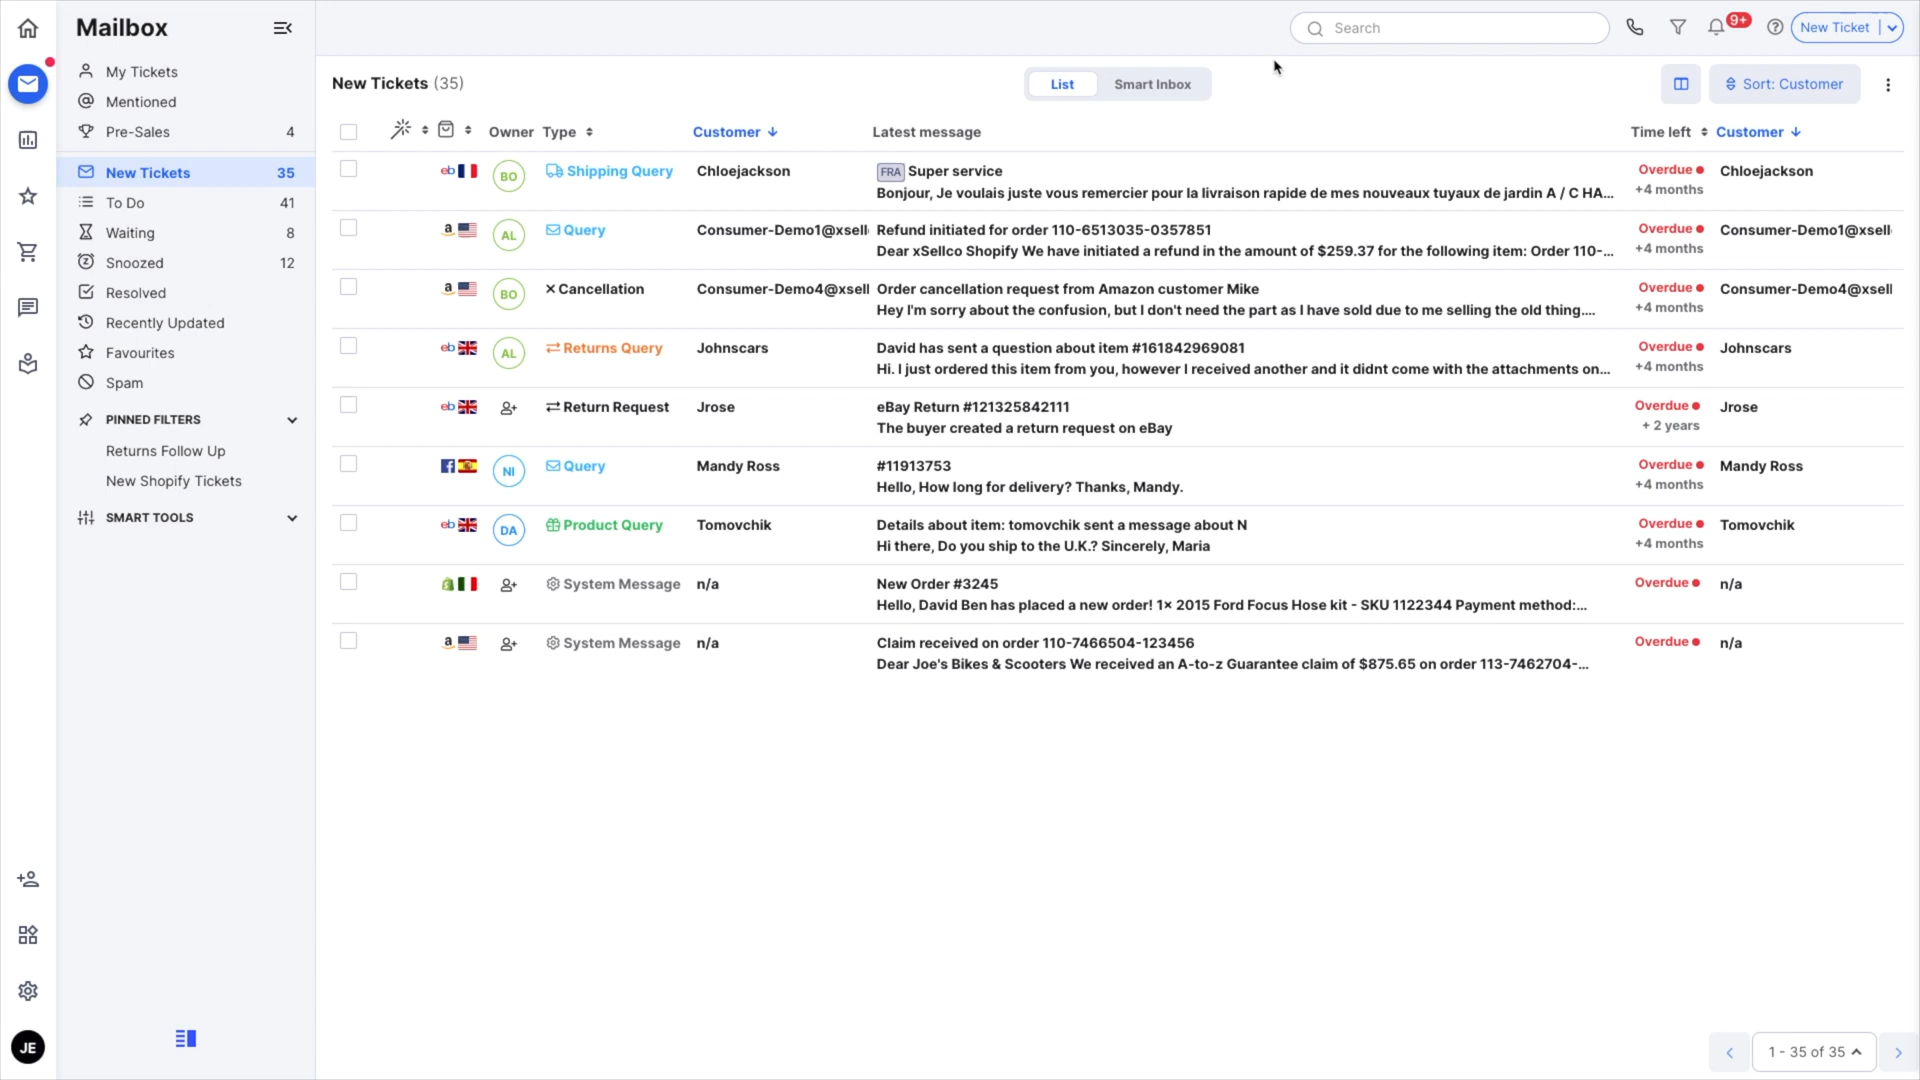 Mailbox
Search
9+
New Ticket
My Tickets
Mentioned
Pre-Sales 4
New Tickets 35
To Do 41
Waiting 8
Snoozed 12
Resolved
Recently Updated
Favourites
Spam
PINNED FILTERS
Returns Follow Up
New Shopify Tickets
SMART TOOLS
JE
New Tickets (35)
List Smart Inbox
Sort: Customer
Owner Type Customer Latest message Time left Customer
eb BO Shipping Query Chloejackson FRA Super service Overdue Chloejackson
Bonjour, Je voulais juste vous remercier pour la livraison rapide de mes nouveaux tuyaux de jardin A / C HA... +4 months
a AL Query Consumer-Demo1@xsell Refund initiated for order 110-6513035-0357851 Overdue Consumer-Demo1@xsell
Dear xSellco Shopify We have initiated a refund in the amount of $259.37 for the following item: Order 110-... +4 months
a BO Cancellation Consumer-Demo4@xsell Order cancellation request from Amazon customer Mike Overdue Consumer-Demo4@xsell
Hey I'm sorry about the confusion, but I don't need the part as I have sold due to me selling the old thing.... +4 months
eb AL Returns Query Johnscars David has sent a question about item #161842969081 Overdue Johnscars
Hi. I just ordered this item from you, however I received another and it didnt come with the attachments on... +4 months
eb Return Request Jrose eBay Return #121325842111 Overdue Jrose
The buyer created a return request on eBay + 2 years
f NI Query Mandy Ross #11913753 Overdue Mandy Ross
Hello, How long for delivery? Thanks, Mandy. +4 months
eb DA Product Query Tomovchik Details about item: tomovchik sent a message about N Overdue Tomovchik
Hi there, Do you ship to the U.K.? Sincerely, Maria +4 months
System Message n/a New Order #3245 Overdue n/a
Hello, David Ben has placed a new order! 1× 2015 Ford Focus Hose kit - SKU 1122344 Payment method:...
a System Message n/a Claim received on order 110-7466504-123456 Overdue n/a
Dear Joe's Bikes & Scooters We received an A-to-z Guarantee claim of $875.65 on order 113-7462704-...
1 - 35 of 35